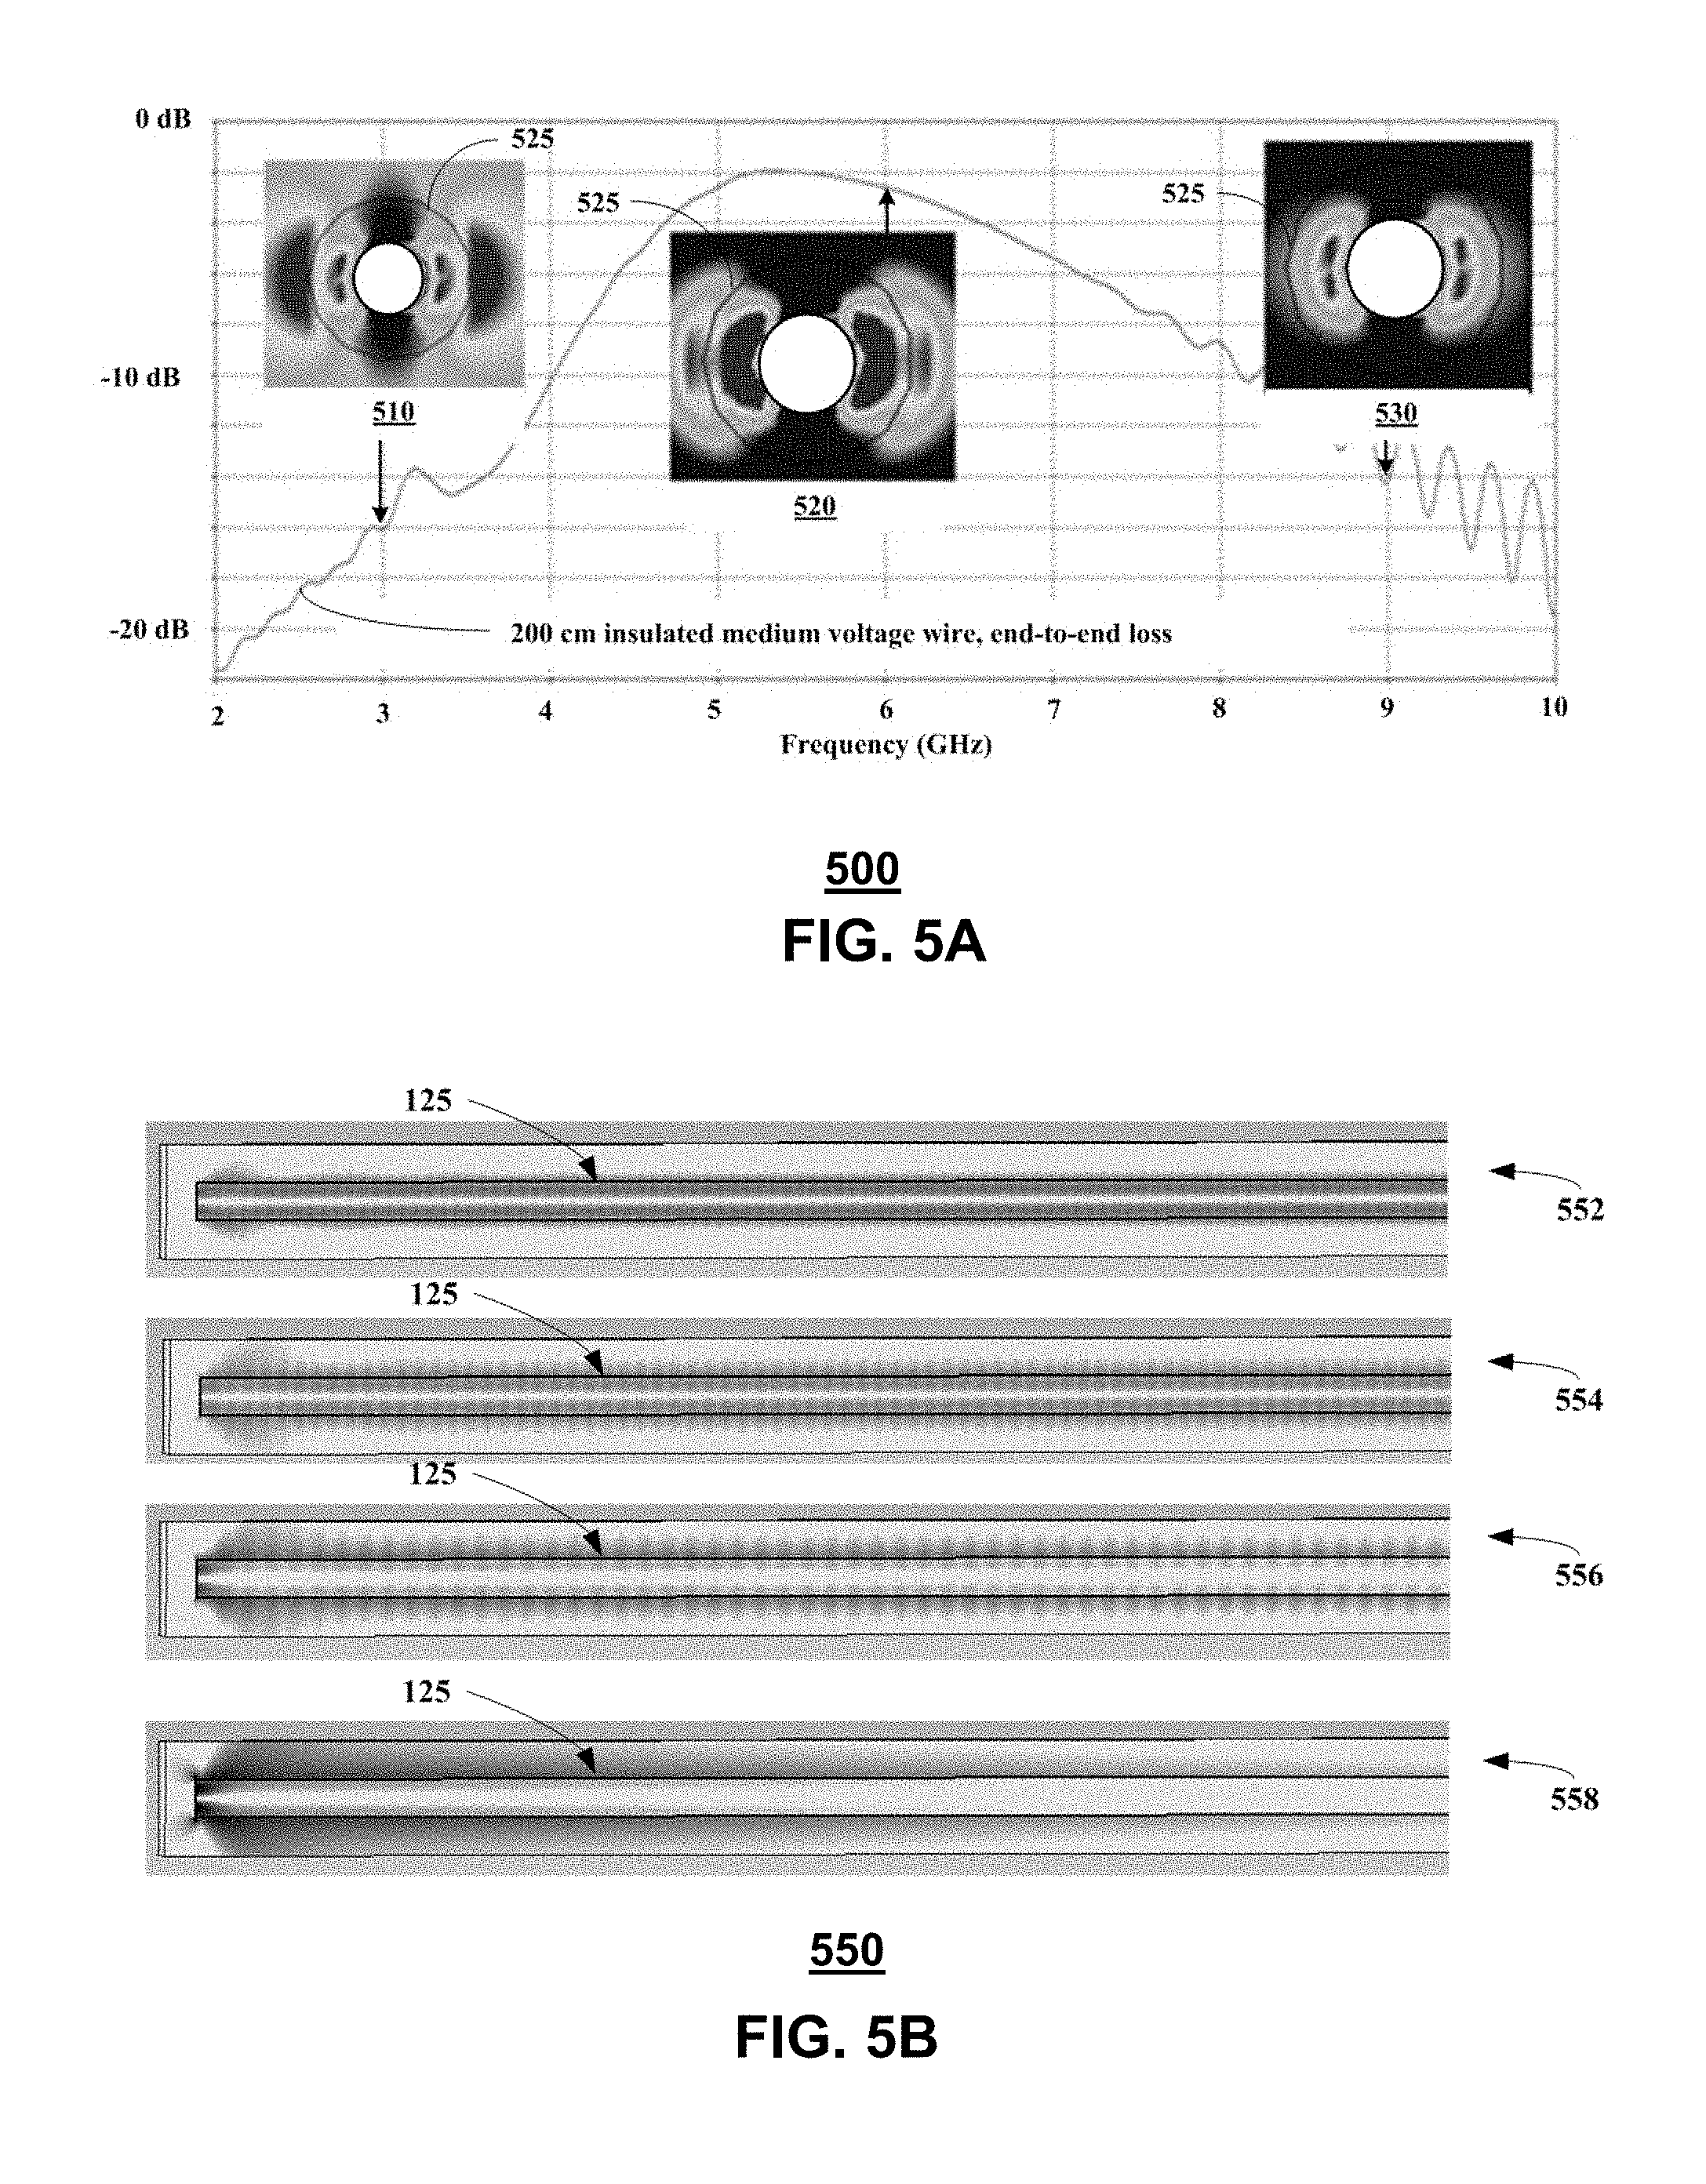 0 dB
525
525
525
-10 dB
510
530
520
-20 dB
200 cm insulated medium voltage wire, end-to-end loss
2 3 4 5 6 7 8 9 10
Frequency (GHz)
500
FIG. 5A
125
552
125
554
125
556
125
558
550
FIG. 5B